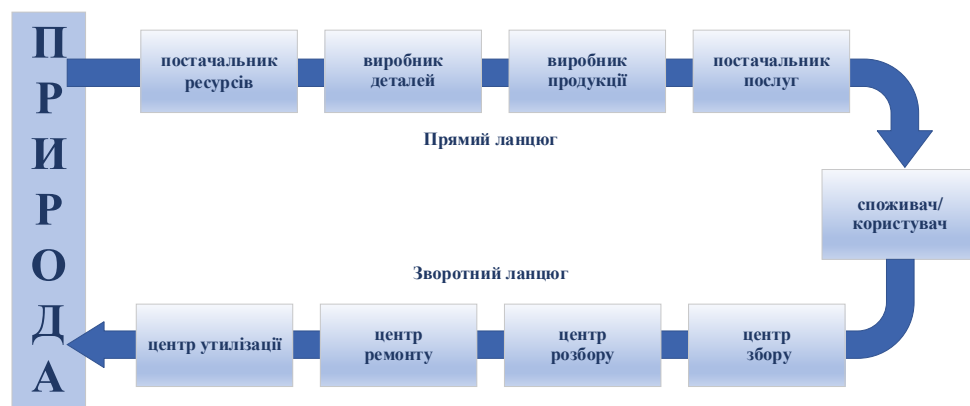 ПРИРОДА
постачальник
ресурсів
виробник
деталей
виробник
продукції
постачальник
послуг
Прямий ланцюг
споживач/
користувач
Зворотний ланцюг
центр утилізації
центр
ремонту
центр
розбору
центр
збору